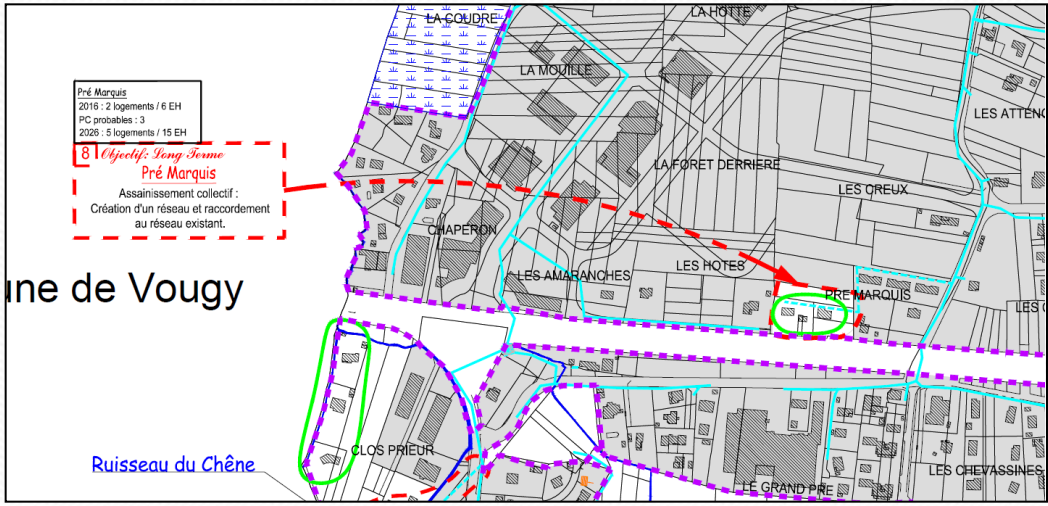 LA COUDRE
LA HOTTE
LA MOUILLE
Pré Marquis
2016 : 2 logements / 6 EH
PC probables : 3
2026 : 5 logements / 15 EH
LES ATTEN
8 Objectif: Long Terme
Pré Marquis
Assainissement collectif :
Création d'un réseau et raccordement
au réseau existant.
LA FORET DERRIERE
LES CREUX
CHAPERON
LES AMARANCHES
LES HOTES
une de Vougy
PRE MARQUIS
LES
CLOS PRIEUR
Ruisseau du Chêne
LES CHEVASSINES
LE GRAND PRE